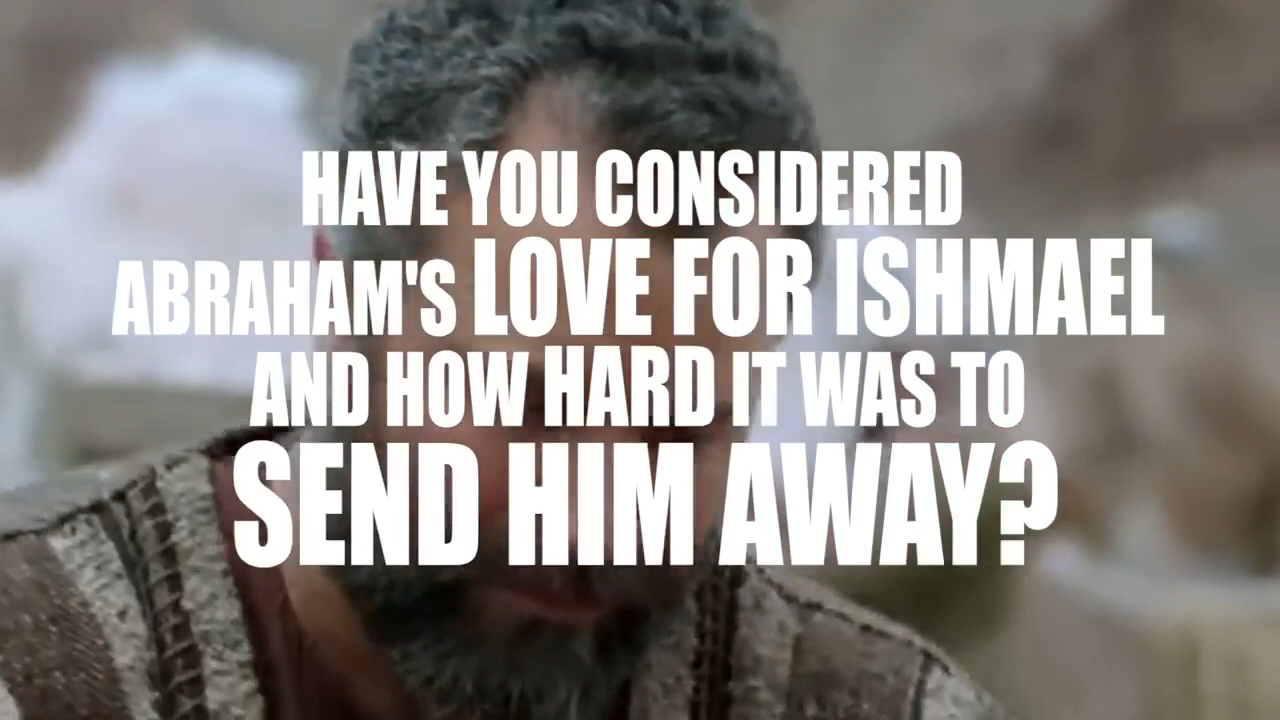 HAVE YOU CONSIDERED
ABRAHAM'S LOVE FOR ISHMAEL
AND HOW HARD IT WAS TO
SEND HIM AWAY?